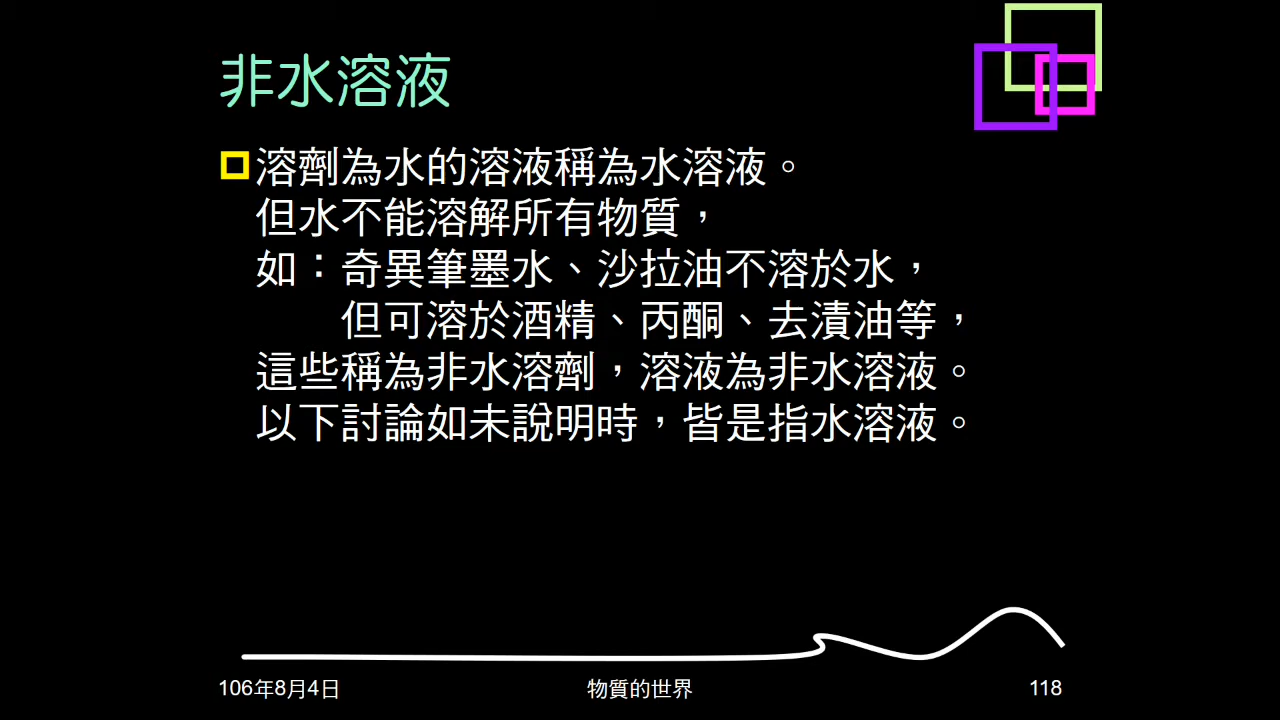 非水溶液
溶劑為水的溶液稱為水溶液。
但水不能溶解所有物質，
如：奇異筆墨水、沙拉油不溶於水，
但可溶於酒精、丙酮、去漬油等，
這些稱為非水溶劑，溶液為非水溶液。
以下討論如未說明時，皆是指水溶液。
106年8月4日
物質的世界
118